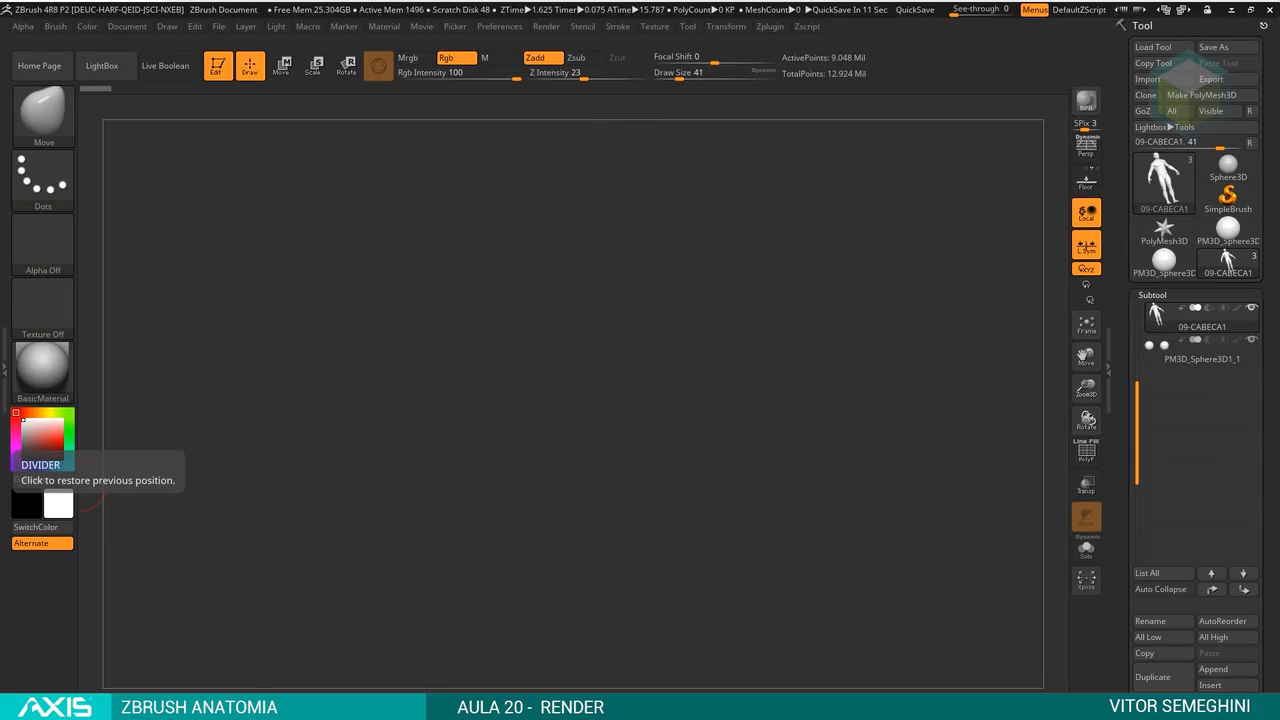 ZBrush 4R8 P2 [DEUC-HARF-QEID-JSCI-NXEB] ZBrush Document • Free Mem 25.304GB • Active Mem 1496 • Scratch Disk 48 • ZTime▶1.625 Timer▶0.075 ATime▶15.787 • PolyCount▶0 KP • MeshCount▶0 ▶QuickSave In 11 Secs QuickSave See-through 0 Menus DefaultZScript
Alpha Brush Color Document Draw Edit File Layer Light Macro Marker Material Movie Picker Preferences Render Stencil Stroke Texture Tool Transform Zplugin Zscript
Home Page LightBox Live Boolean
Edit Draw Move Scale Rotate
Mrgb Rgb M
Rgb Intensity 100
Zadd Zsub Zcut
Z Intensity 23
Focal Shift 0
Draw Size 41 Dynamic
ActivePoints: 9.048 Mil
TotalPoints: 12.924 Mil
Move
Dots
Alpha Off
Texture Off
BasicMaterial
DIVIDER
Click to restore previous position.
SwitchColor
Alternate
BPR
SPix 3
Dynamic
Persp
Floor
Local
L.Sym
XYZ
Frame
Move
Zoom3D
Rotate
Line Fill
PolyF
Transp
Dynamic
Solo
Xpose
Tool
Load Tool Save As
Copy Tool Paste Tool
Import Export
Clone Make PolyMesh3D
GoZ All Visible R
Lightbox▶Tools
09-CABECA1. 41 R
3
09-CABECA1 Sphere3D
SimpleBrush
PolyMesh3D PM3D_Sphere3D
3
PM3D_Sphere3D 09-CABECA1
Subtool
09-CABECA1
PM3D_Sphere3D1_1
List All
Auto Collapse
Rename AutoReorder
All Low All High
Copy Paste
Duplicate Append
Insert
AXIS ZBRUSH ANATOMIA AULA 20 - RENDER VITOR SEMEGHINI